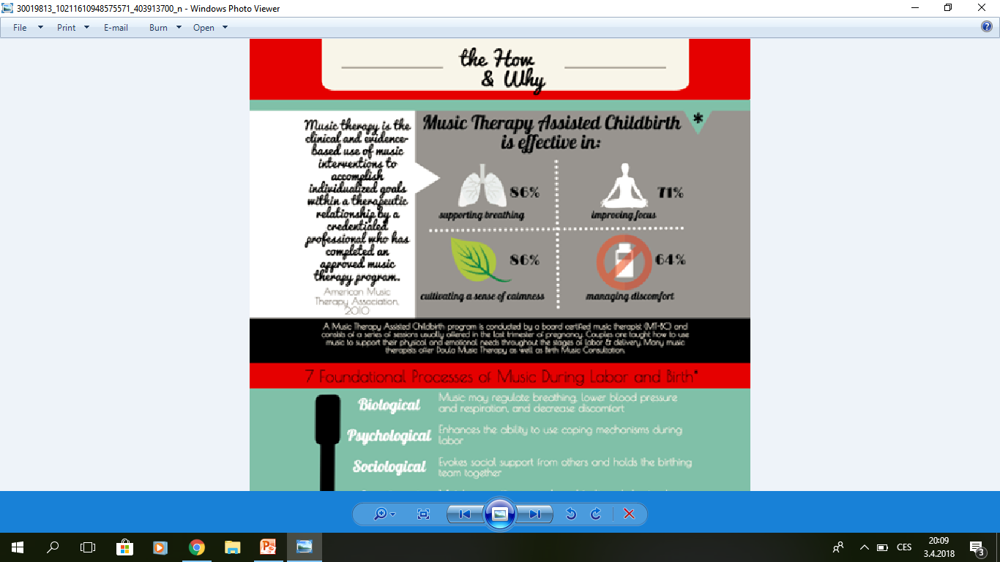 30019813_10211610948575571_403913700_n - Windows Photo Viewer
File Print E-mail Burn Open
the How
& Why
Music therapy is the
clinical and evidence-
based use of music
interventions to
accomplish
individualized goals
within a therapeutic
relationship by a
credentialed
professional who has
completed an
approved music
therapy program.
American Music
Therapy Association,
2010
Music Therapy Assisted Childbirth *
is effective in:
86%
supporting breathing
71%
improving focus
86%
cultivating a sense of calmness
64%
managing discomfort
A Music Therapy Assisted Childbirth program is conducted by a board certified music therapist (MT-BC) and
consists of a series of sessions usually offered in the last trimester of pregnancy. Couples are taught how to use
music to support their physical and emotional needs throughout the stages of labor & delivery. Many music
therapists offer Doula Music Therapy as well as Birth Music Consultation.
7 Foundational Processes of Music During Labor and Birth*
Biological
Music may regulate breathing, lower blood pressure
and respiration, and decrease discomfort
Psychological
Enhances the ability to use coping mechanisms during
labor
Sociological
Evokes social support from others and holds the birthing
team together
CES
20:09
3.4.2018
3